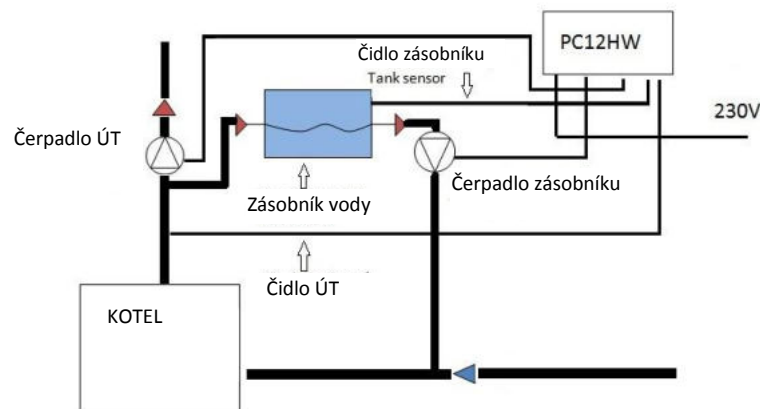 PC12HW
Čidlo zásobníku
Tank sensor
230V
Čerpadlo ÚT
Čerpadlo zásobníku
Zásobník vody
Čidlo ÚT
KOTEL